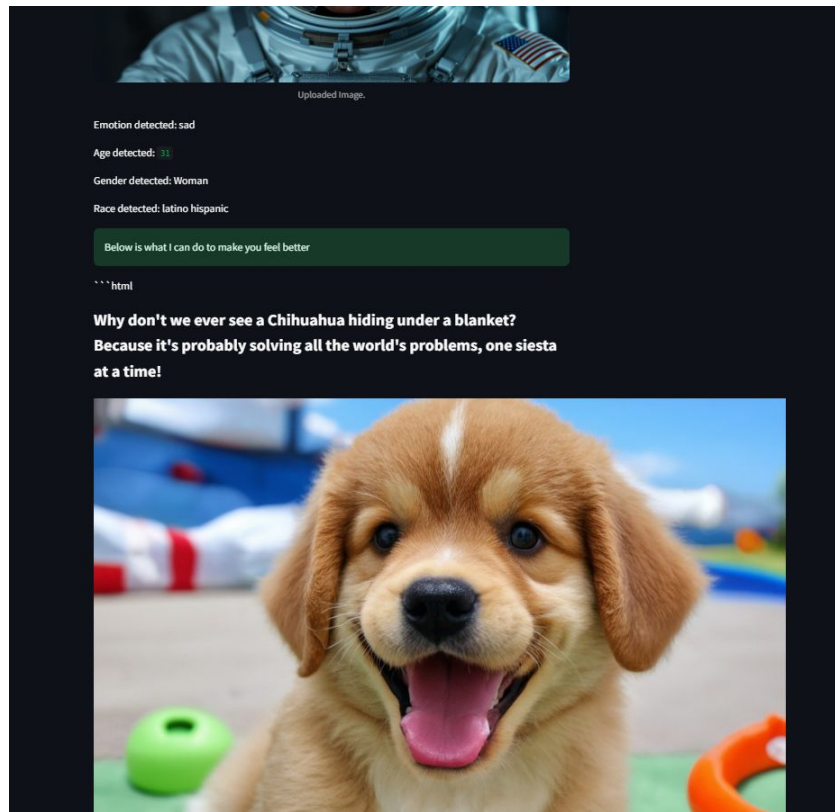 Uploaded Image.
Emotion detected: sad
Age detected: 31
Gender detected: Woman
Race detected: latino hispanic
Below is what I can do to make you feel better
```html
Why don't we ever see a Chihuahua hiding under a blanket?
Because it's probably solving all the world's problems, one siesta
at a time!